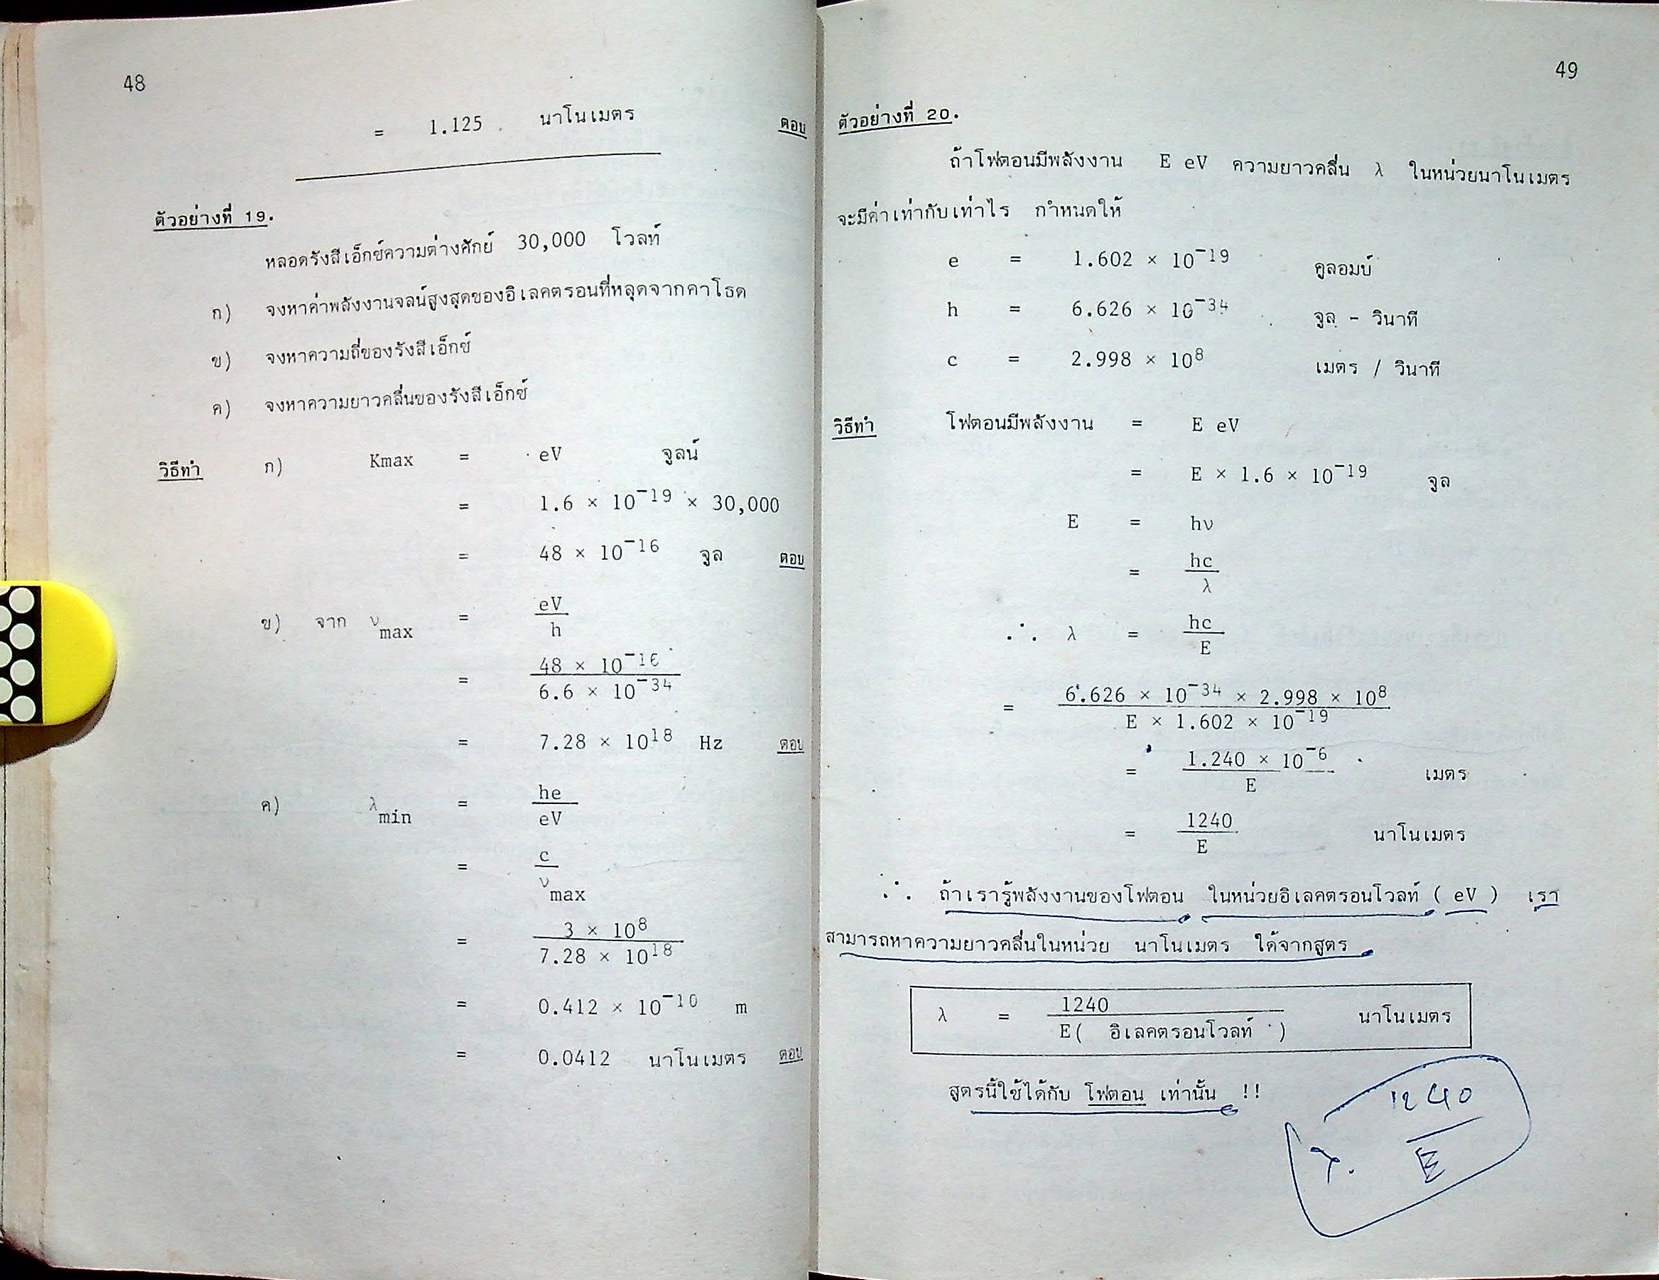 48
= 1.125 นาโนเมตร ตอบ
ตัวอย่างที่ 19.
หลอดรังสีเอ็กซ์ความต่างศักย์ 30,000 โวลท์
ก) จงหาค่าพลังงานจลน์สูงสุดของอิเลคตรอนที่หลุดจากคาโธด
ข) จงหาความถี่ของรังสีเอ็กซ์
ค) จงหาความยาวคลื่นของรังสีเอ็กซ์
วิธีทำ ก) Kmax = eV จูลน์
= 1.6 × 10⁻¹⁹ × 30,000
= 48 × 10⁻¹⁶ จูล ตอบ
ข) จาก νmax = eV
h
= 48 × 10⁻¹⁶
6.6 × 10⁻³⁴
= 7.28 × 10¹⁸ Hz ตอบ
ค) λmin = he
eV
= c
νmax
= 3 × 10⁸
7.28 × 10¹⁸
= 0.412 × 10⁻¹⁰ m
= 0.0412 นาโนเมตร ตอบ
49
ตัวอย่างที่ 20.
ถ้าโฟตอนมีพลังงาน E eV ความยาวคลื่น λ ในหน่วยนาโนเมตร
จะมีค่าเท่ากับเท่าไร กำหนดให้
e = 1.602 × 10⁻¹⁹ คูลอมบ์
h = 6.626 × 10⁻³⁴ จูล - วินาที
c = 2.998 × 10⁸ เมตร / วินาที
วิธีทำ โฟตอนมีพลังงาน = E eV
= E × 1.6 × 10⁻¹⁹ จูล
E = hν
= hc
λ
∴ λ = hc
E
= 6.626 × 10⁻³⁴ × 2.998 × 10⁸
E × 1.602 × 10⁻¹⁹
= 1.240 × 10⁻⁶ เมตร
E
= 1240 นาโนเมตร
E
∴ ถ้าเรารู้พลังงานของโฟตอน ในหน่วยอิเลคตรอนโวลท์ ( eV ) เรา
สามารถหาความยาวคลื่นในหน่วย นาโนเมตร ได้จากสูตร
λ = 1240 นาโนเมตร
E( อิเลคตรอนโวลท์ )
สูตรนี้ใช้ได้กับ โฟตอน เท่านั้น !!
λ. 1240
E